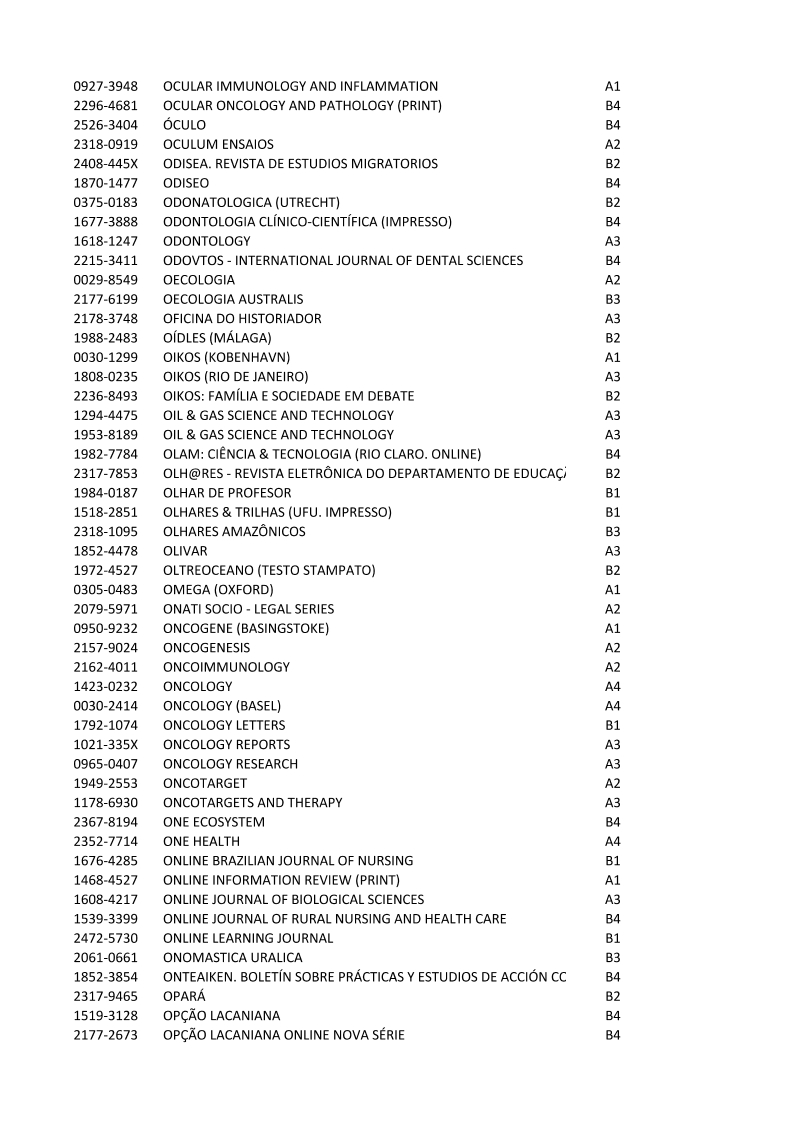 0927-3948 OCULAR IMMUNOLOGY AND INFLAMMATION A1
2296-4681 OCULAR ONCOLOGY AND PATHOLOGY (PRINT) B4
2526-3404 ÓCULO B4
2318-0919 OCULUM ENSAIOS A2
2408-445X ODISEA. REVISTA DE ESTUDIOS MIGRATORIOS B2
1870-1477 ODISEO B4
0375-0183 ODONATOLOGICA (UTRECHT) B2
1677-3888 ODONTOLOGIA CLÍNICO-CIENTÍFICA (IMPRESSO) B4
1618-1247 ODONTOLOGY A3
2215-3411 ODOVTOS - INTERNATIONAL JOURNAL OF DENTAL SCIENCES B4
0029-8549 OECOLOGIA A2
2177-6199 OECOLOGIA AUSTRALIS B3
2178-3748 OFICINA DO HISTORIADOR A3
1988-2483 OÍDLES (MÁLAGA) B2
0030-1299 OIKOS (KOBENHAVN) A1
1808-0235 OIKOS (RIO DE JANEIRO) A3
2236-8493 OIKOS: FAMÍLIA E SOCIEDADE EM DEBATE B2
1294-4475 OIL & GAS SCIENCE AND TECHNOLOGY A3
1953-8189 OIL & GAS SCIENCE AND TECHNOLOGY A3
1982-7784 OLAM: CIÊNCIA & TECNOLOGIA (RIO CLARO. ONLINE) B4
2317-7853 OLH@RES - REVISTA ELETRÔNICA DO DEPARTAMENTO DE EDUCAÇÃ B2
1984-0187 OLHAR DE PROFESOR B1
1518-2851 OLHARES & TRILHAS (UFU. IMPRESSO) B1
2318-1095 OLHARES AMAZÔNICOS B3
1852-4478 OLIVAR A3
1972-4527 OLTREOCEANO (TESTO STAMPATO) B2
0305-0483 OMEGA (OXFORD) A1
2079-5971 ONATI SOCIO - LEGAL SERIES A2
0950-9232 ONCOGENE (BASINGSTOKE) A1
2157-9024 ONCOGENESIS A2
2162-4011 ONCOIMMUNOLOGY A2
1423-0232 ONCOLOGY A4
0030-2414 ONCOLOGY (BASEL) A4
1792-1074 ONCOLOGY LETTERS B1
1021-335X ONCOLOGY REPORTS A3
0965-0407 ONCOLOGY RESEARCH A3
1949-2553 ONCOTARGET A2
1178-6930 ONCOTARGETS AND THERAPY A3
2367-8194 ONE ECOSYSTEM B4
2352-7714 ONE HEALTH A4
1676-4285 ONLINE BRAZILIAN JOURNAL OF NURSING B1
1468-4527 ONLINE INFORMATION REVIEW (PRINT) A1
1608-4217 ONLINE JOURNAL OF BIOLOGICAL SCIENCES A3
1539-3399 ONLINE JOURNAL OF RURAL NURSING AND HEALTH CARE B4
2472-5730 ONLINE LEARNING JOURNAL B1
2061-0661 ONOMASTICA URALICA B3
1852-3854 ONTEAIKEN. BOLETÍN SOBRE PRÁCTICAS Y ESTUDIOS DE ACCIÓN CC B4
2317-9465 OPARÁ B2
1519-3128 OPÇÃO LACANIANA B4
2177-2673 OPÇÃO LACANIANA ONLINE NOVA SÉRIE B4